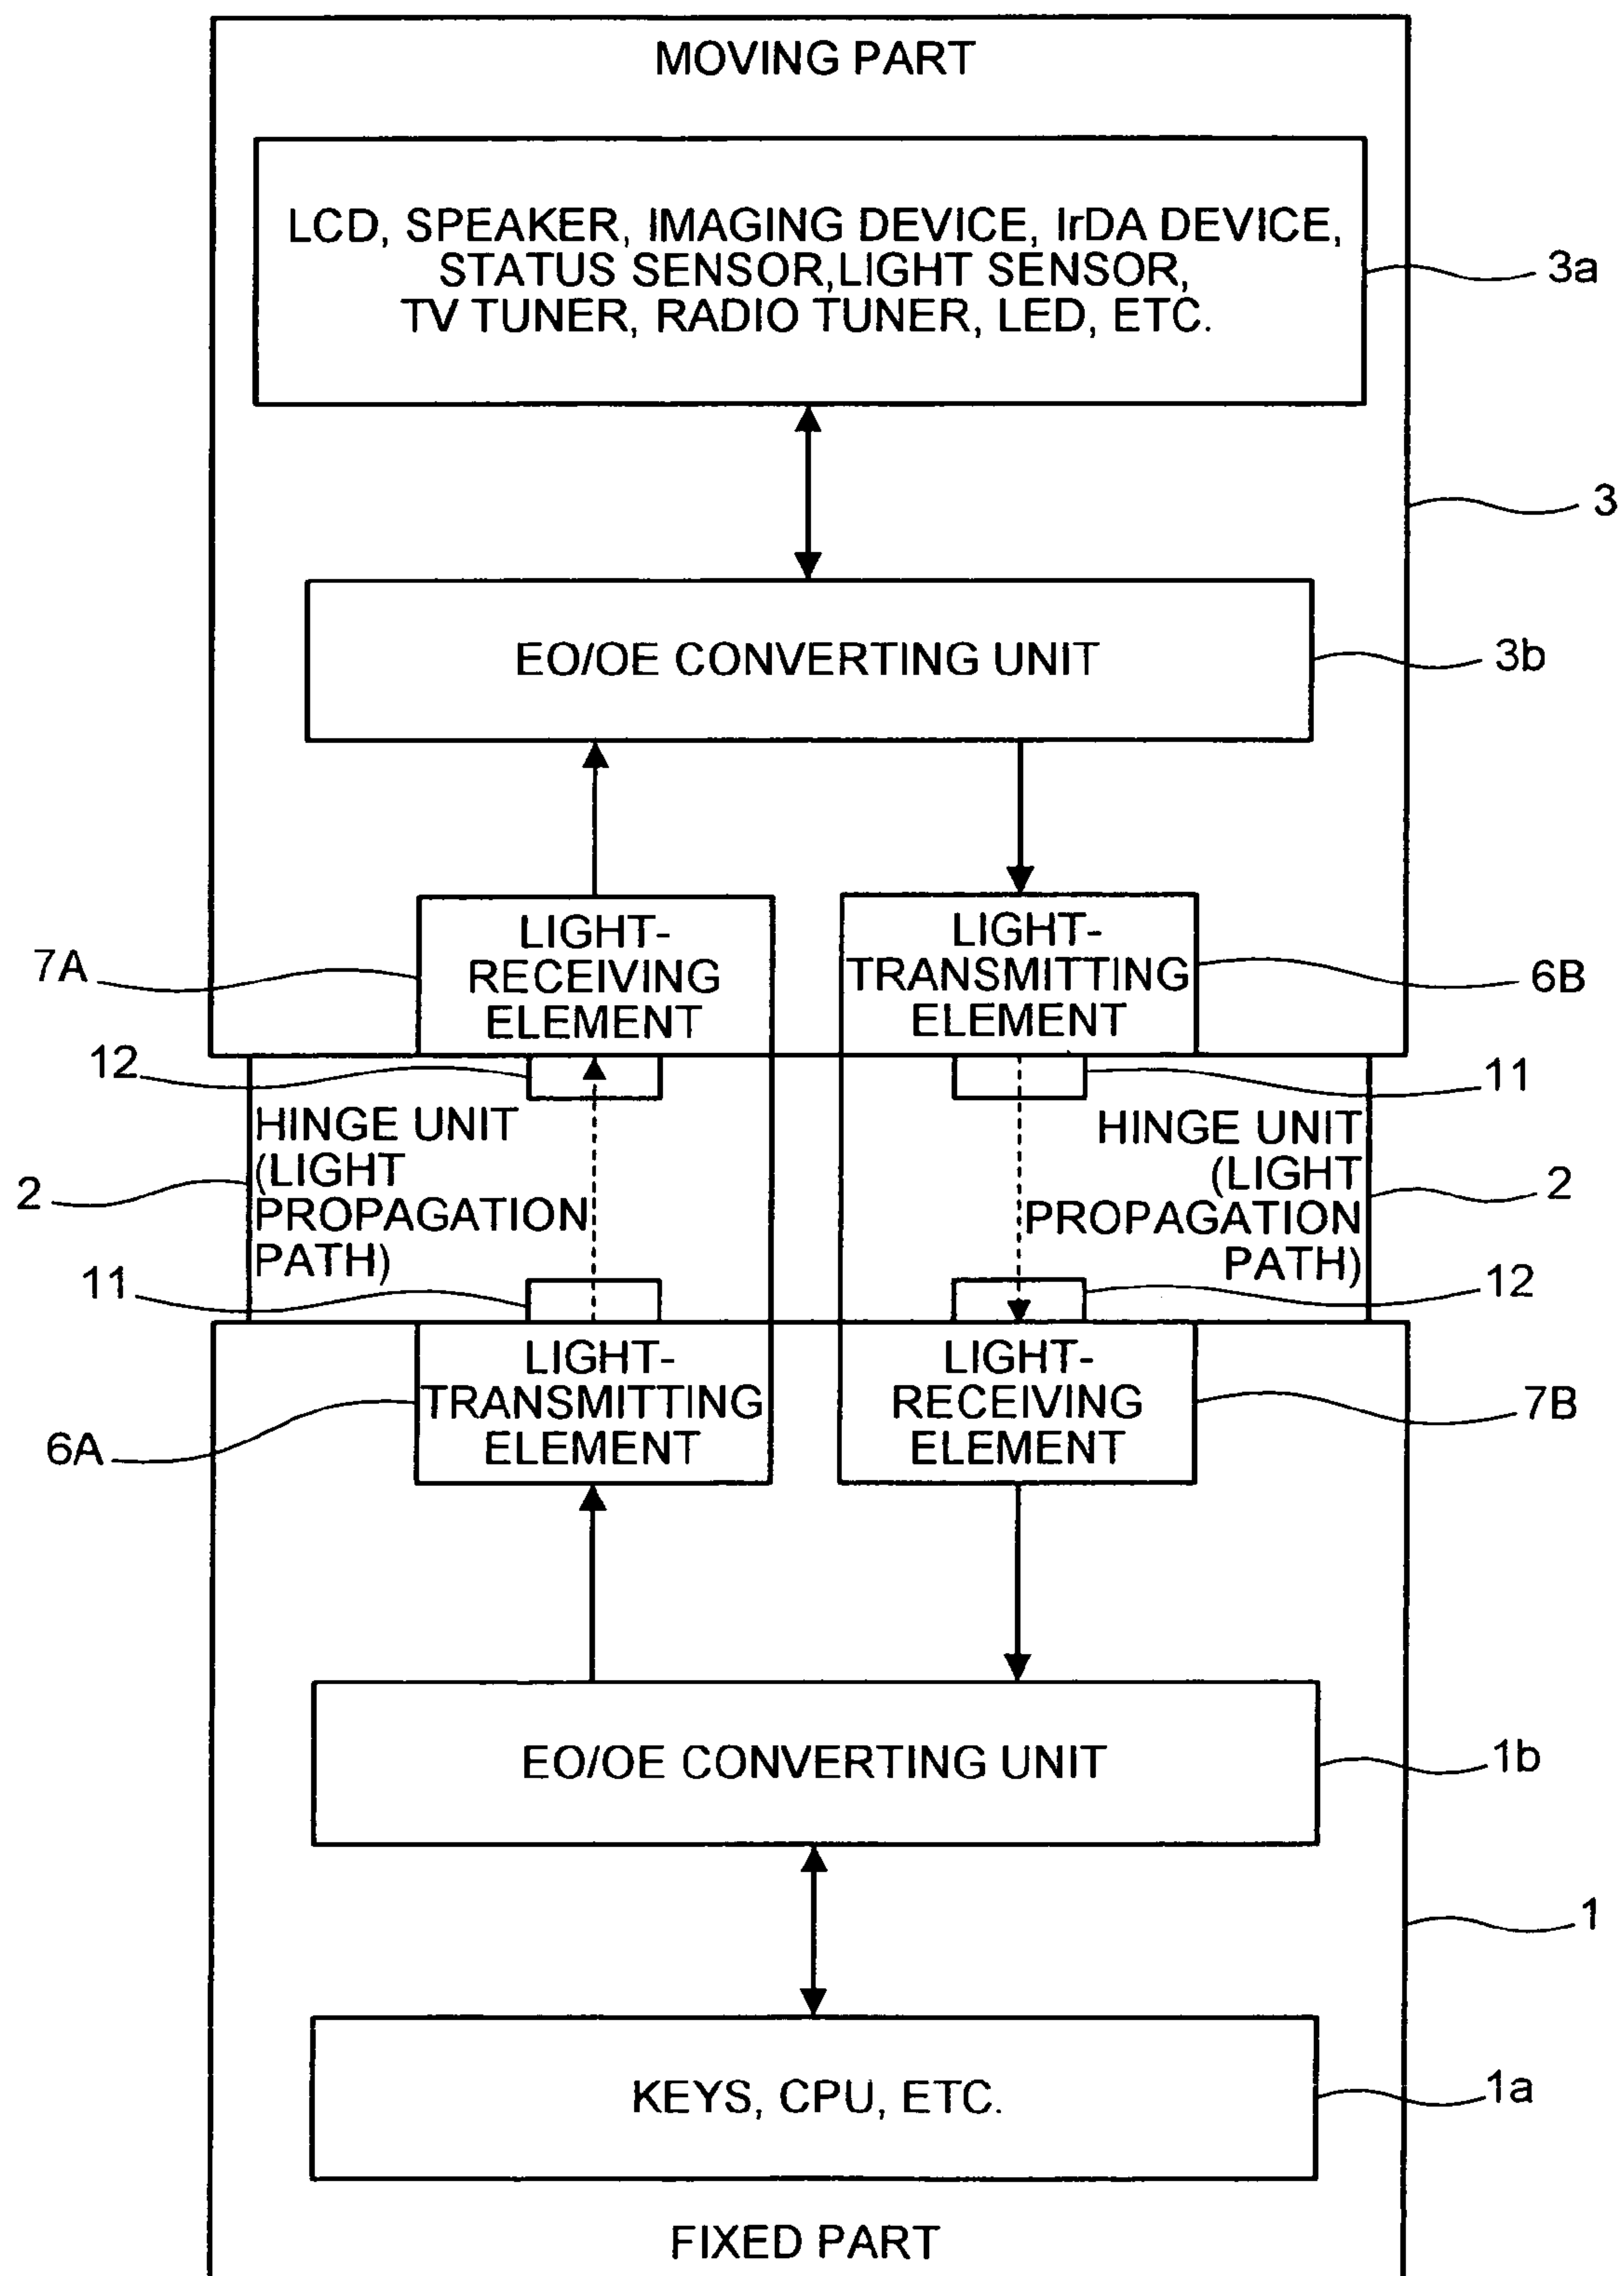 MOVING PART
LCD, SPEAKER, IMAGING DEVICE, IrDA DEVICE,
STATUS SENSOR,LIGHT SENSOR,
TV TUNER, RADIO TUNER, LED, ETC.
3a
3
EO/OE CONVERTING UNIT
3b
LIGHT-
RECEIVING
ELEMENT
7A
LIGHT-
TRANSMITTING
ELEMENT
6B
12
11
HINGE UNIT
(LIGHT
PROPAGATION
PATH)
2
HINGE UNIT
(LIGHT
PROPAGATION
PATH)
2
11
12
LIGHT-
TRANSMITTING
ELEMENT
6A
LIGHT-
RECEIVING
ELEMENT
7B
EO/OE CONVERTING UNIT
1b
1
KEYS, CPU, ETC.
1a
FIXED PART